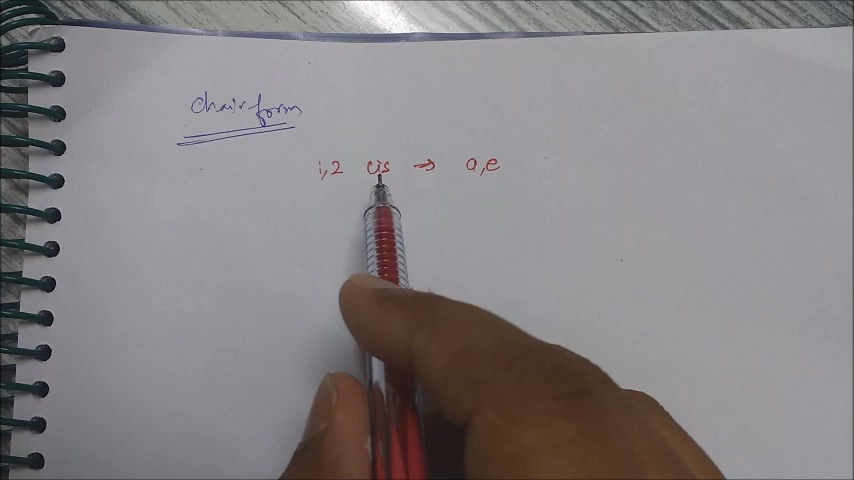 chair form
1,2 cis → a,e